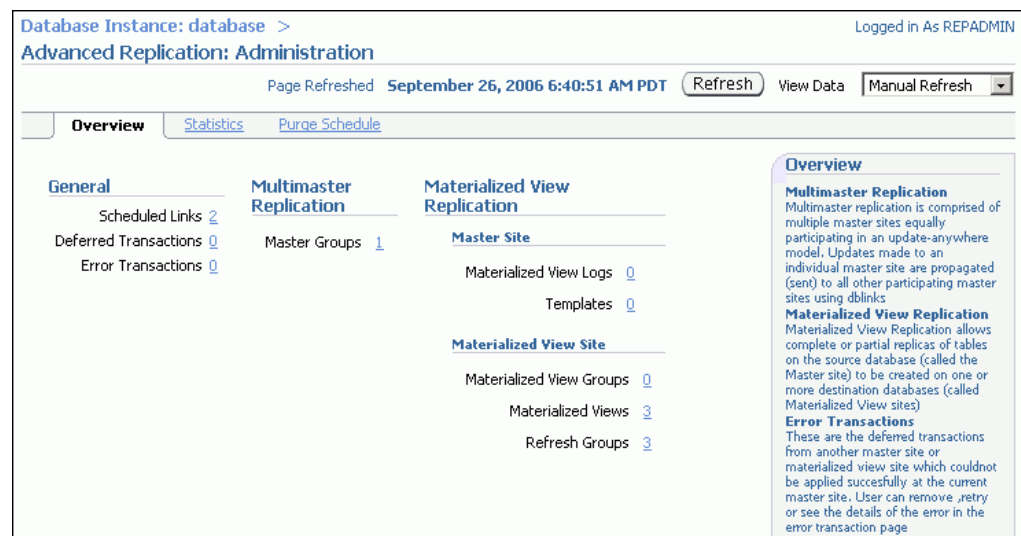 Database Instance: database >
Logged in As REPADMIN
Advanced Replication: Administration
Page Refreshed September 26, 2006 6:40:51 AM PDT Refresh View Data Manual Refresh
Overview Statistics Purge Schedule
General
Scheduled Links 2
Deferred Transactions 0
Error Transactions 0
Multimaster
Replication
Master Groups 1
Materialized View
Replication
Master Site
Materialized View Logs 0
Templates 0
Materialized View Site
Materialized View Groups 0
Materialized Views 3
Refresh Groups 3
Overview
Multimaster Replication
Multimaster replication is comprised of
multiple master sites equally
participating in an update-anywhere
model. Updates made to an
individual master site are propagated
(sent) to all other participating master
sites using dblinks
Materialized View Replication
Materialized View Replication allows
complete or partial replicas of tables
on the source database (called the
Master site) to be created on one or
more destination databases (called
Materialized View sites)
Error Transactions
These are the deferred transactions
from another master site or
materialized view site which couldnot
be applied succesfully at the current
master site. User can remove ,retry
or see the details of the error in the
error transaction page